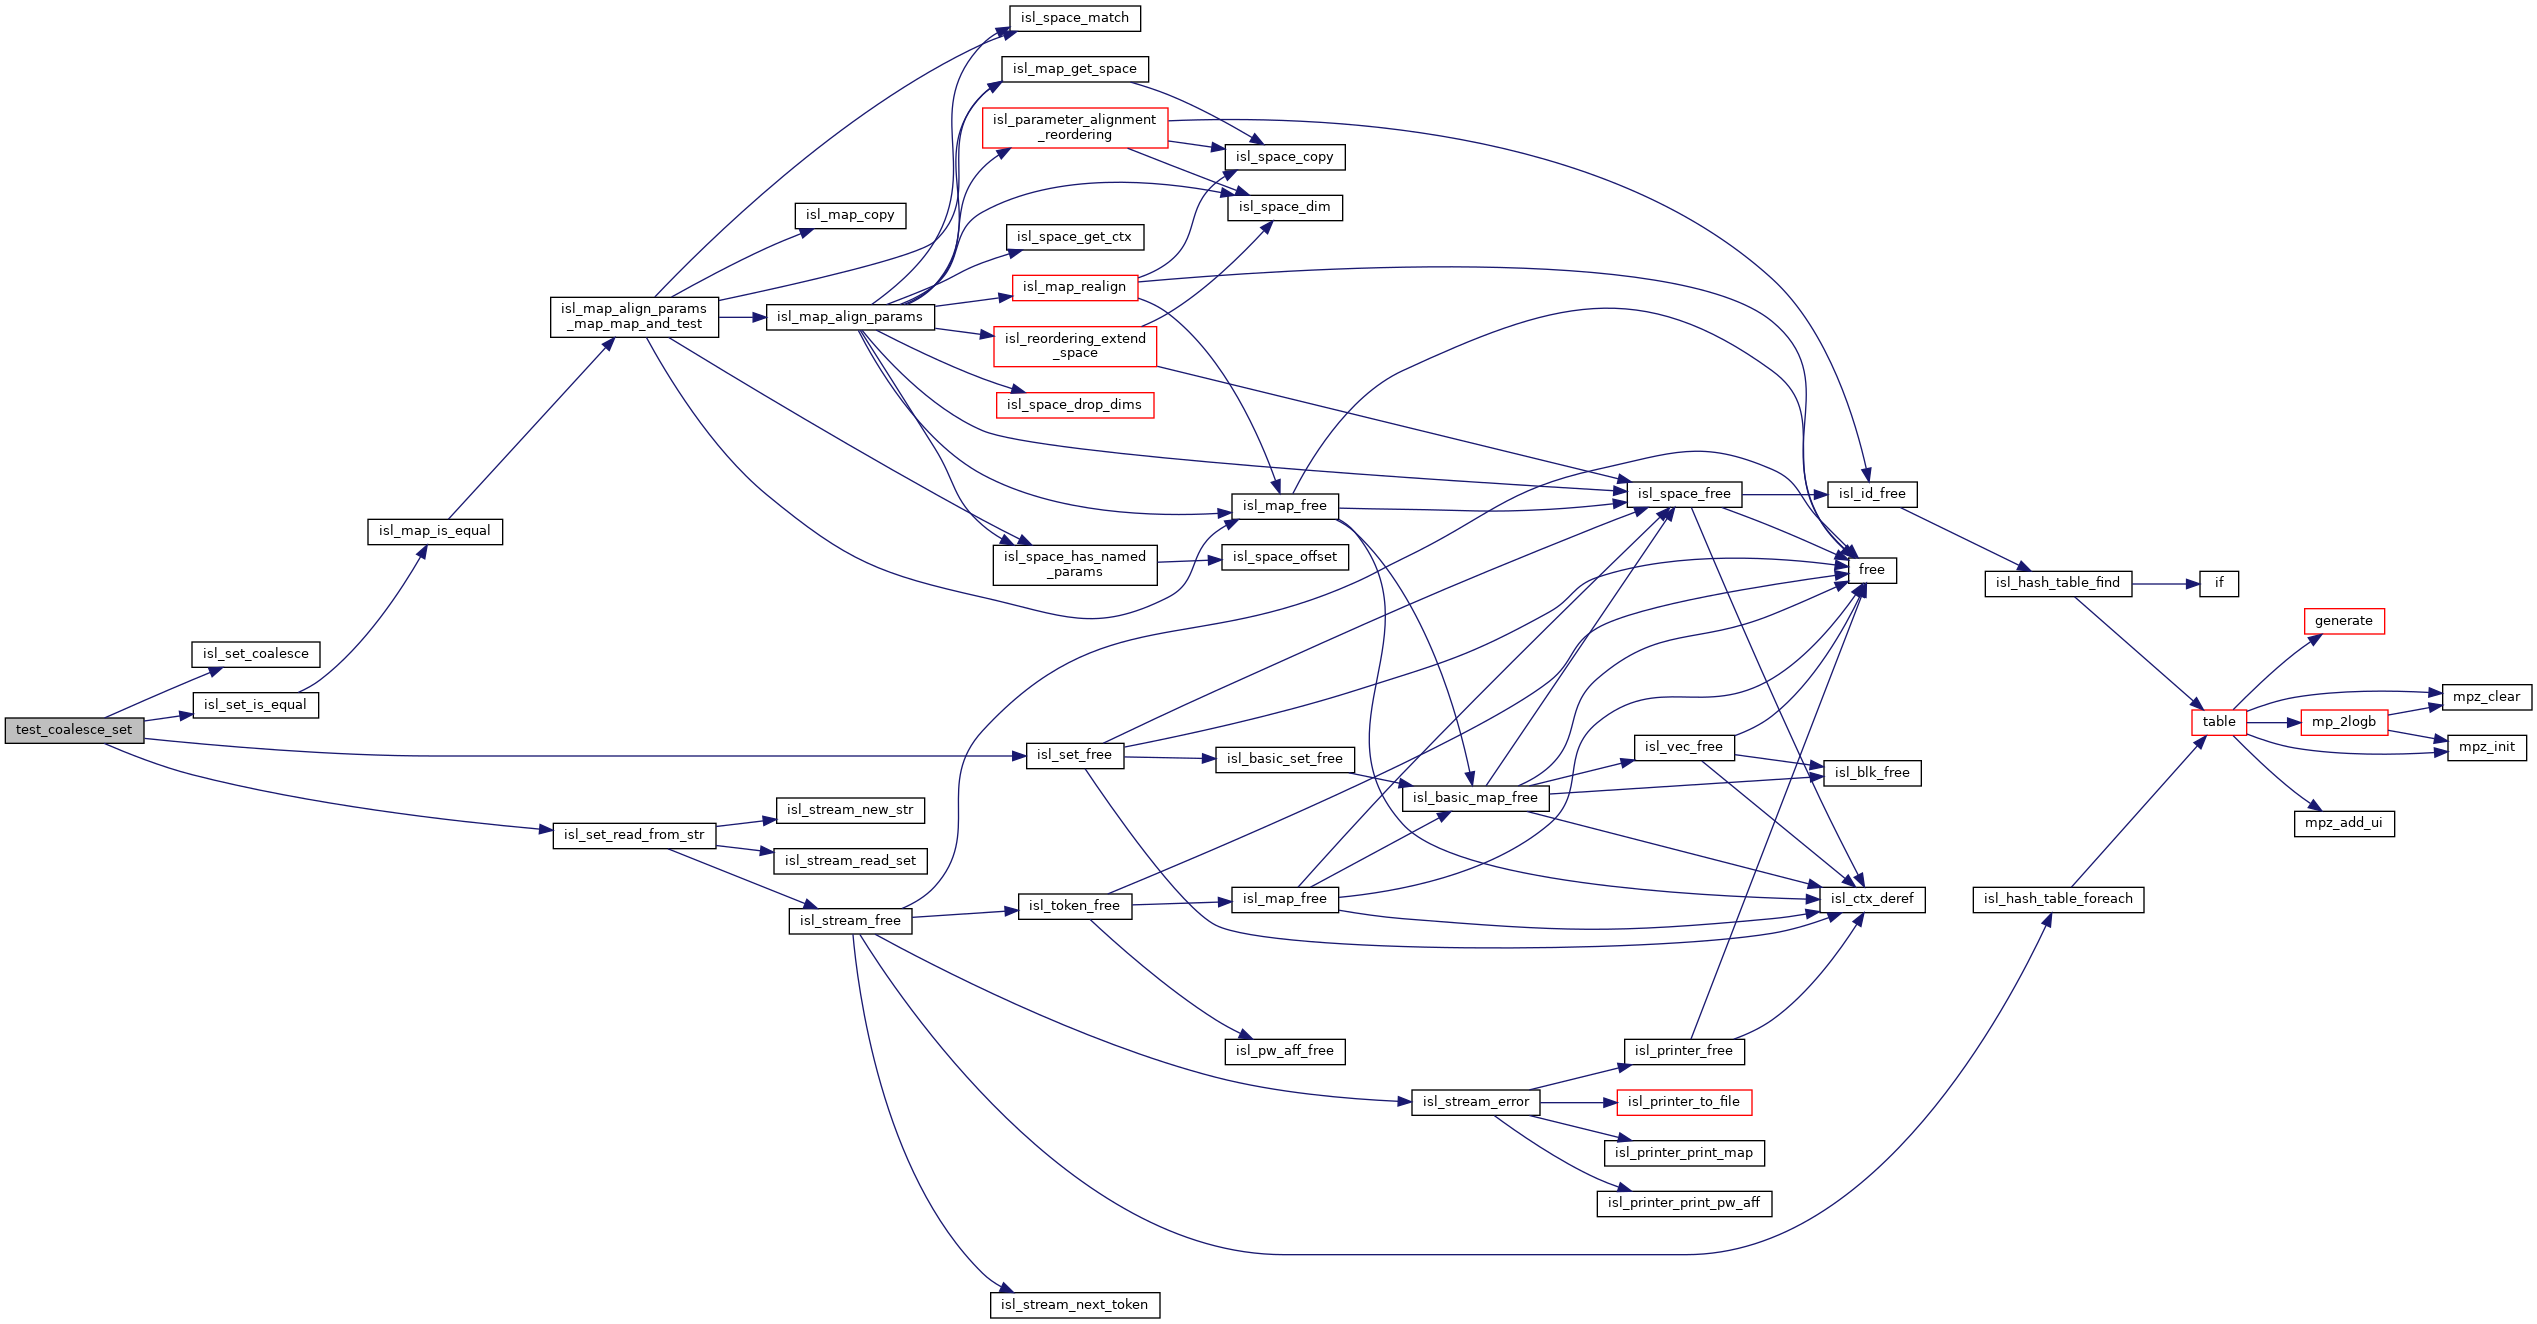 isl_space_match
isl_map_get_space
isl_parameter_alignment
_reordering
isl_space_copy
isl_map_copy
isl_space_dim
isl_space_get_ctx
isl_map_realign
isl_map_align_params
_map_map_and_test
isl_map_align_params
isl_reordering_extend
_space
isl_space_drop_dims
isl_space_free
isl_id_free
isl_map_free
isl_map_is_equal
isl_space_has_named
_params
isl_space_offset
free
isl_hash_table_find
if
generate
isl_set_coalesce
isl_set_is_equal
mpz_clear
test_coalesce_set
table
mp_2logb
isl_set_free
isl_basic_set_free
isl_vec_free
mpz_init
isl_blk_free
isl_basic_map_free
isl_stream_new_str
mpz_add_ui
isl_set_read_from_str
isl_stream_read_set
isl_stream_free
isl_token_free
isl_map_free
isl_ctx_deref
isl_hash_table_foreach
isl_pw_aff_free
isl_printer_free
isl_stream_error
isl_printer_to_file
isl_printer_print_map
isl_printer_print_pw_aff
isl_stream_next_token